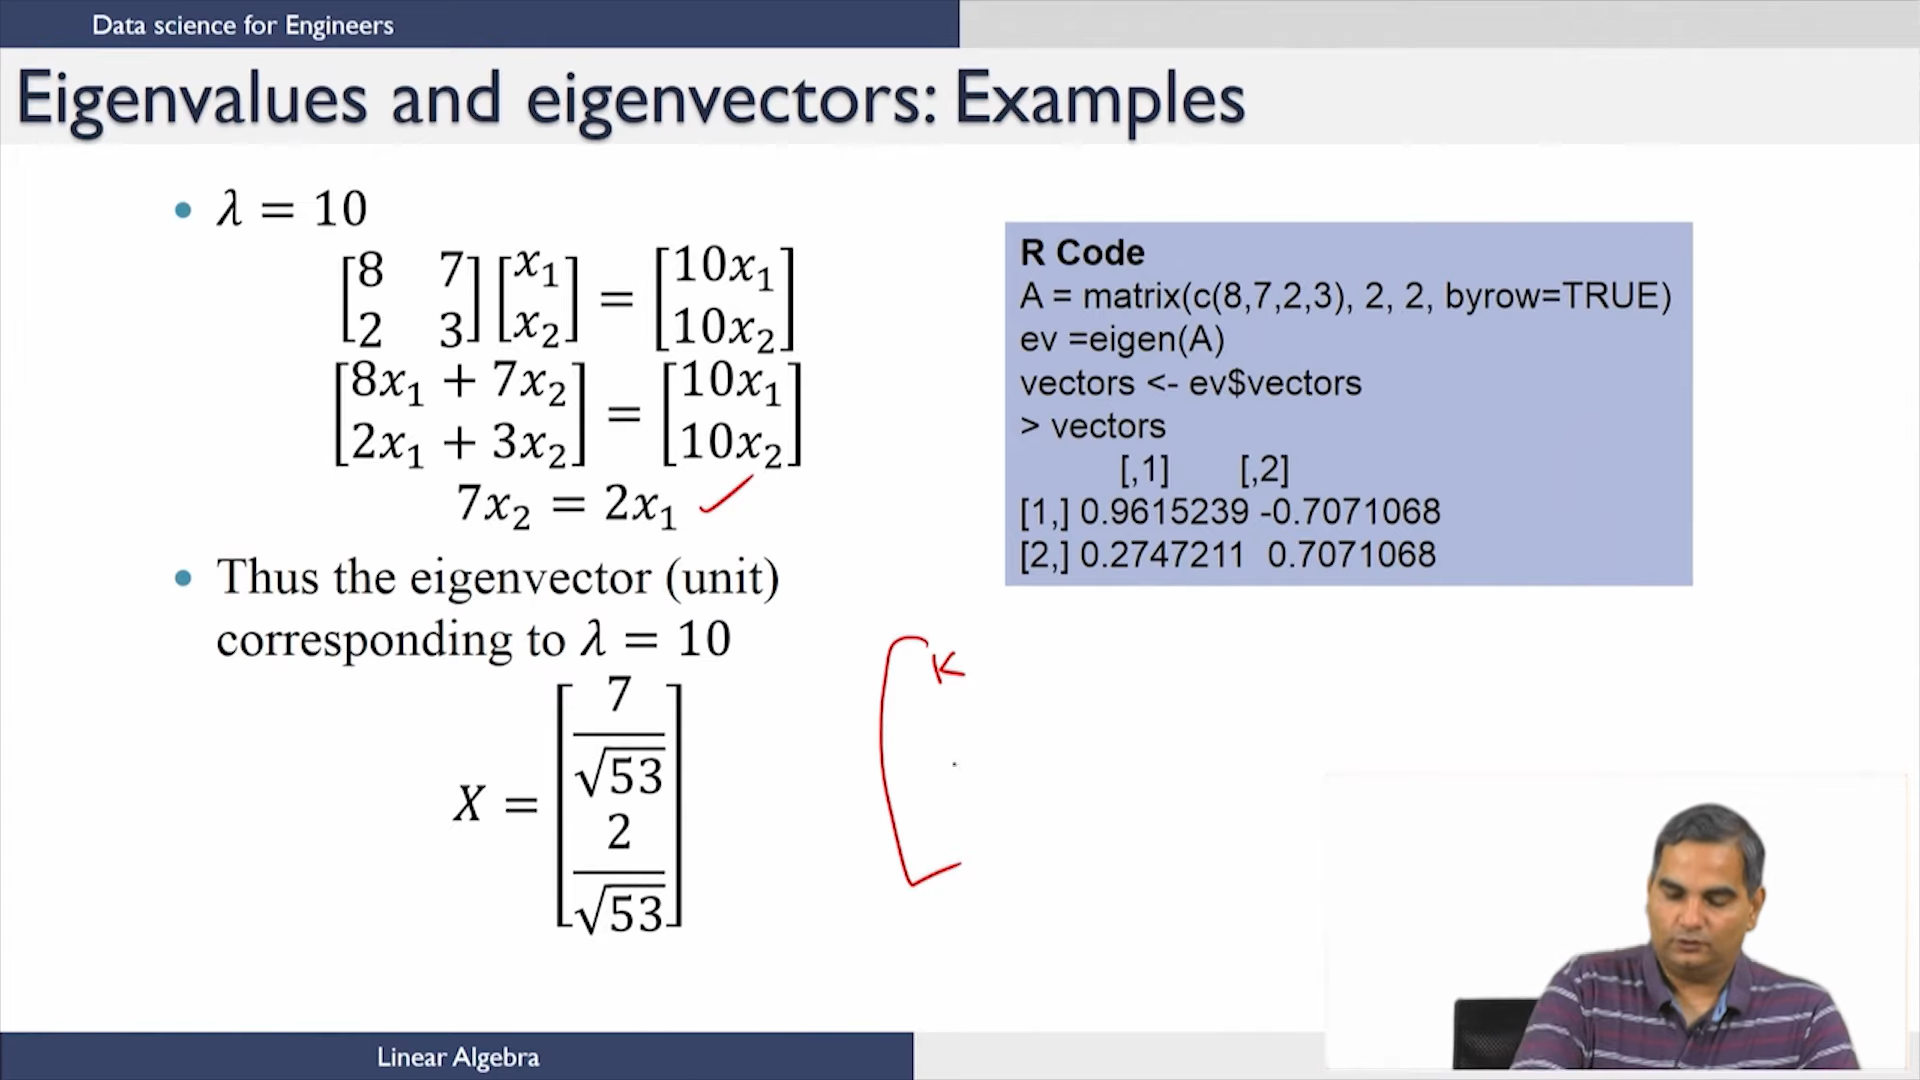 Data science for Engineers
Eigenvalues and eigenvectors: Examples
• λ = 10
[8 7; 2 3] [x₁; x₂] = [10x₁; 10x₂]
[8x₁ + 7x₂; 2x₁ + 3x₂] = [10x₁; 10x₂]
7x₂ = 2x₁ ✓
• Thus the eigenvector (unit)
corresponding to λ = 10
X = [7/√53; 2/√53]
R Code
A = matrix(c(8,7,2,3), 2, 2, byrow=TRUE)
ev =eigen(A)
vectors <- ev$vectors
> vectors
[,1] [,2]
[1,] 0.9615239 -0.7071068
[2,] 0.2747211 0.7071068
[K
Linear Algebra